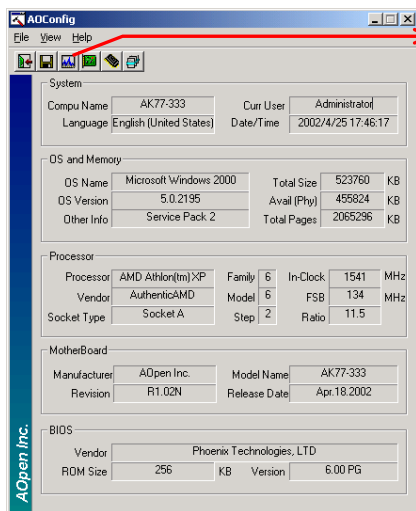 AOConfig
File View Help
System
Compu Name AK77-333 Curr User Administrator
Language English (United States) Date/Time 2002/4/25 17:46:17
OS and Memory
OS Name Microsoft Windows 2000 Total Size 523760 KB
OS Version 5.0.2195 Avail (Phy) 455824 KB
Other Info Service Pack 2 Total Pages 2065296 KB
Processor
Processor AMD Athlon(tm) XP Family 6 In-Clock 1541 MHz
Vendor AuthenticAMD Model 6 FSB 134 MHz
Socket Type Socket A Step 2 Ratio 11.5
MotherBoard
Manufacturer AOpen Inc. Model Name AK77-333
Revision R1.02N Release Date Apr.18.2002
BIOS
Vendor Phoenix Technologies, LTD
ROM Size 256 KB Version 6.00 PG
AOpen Inc.